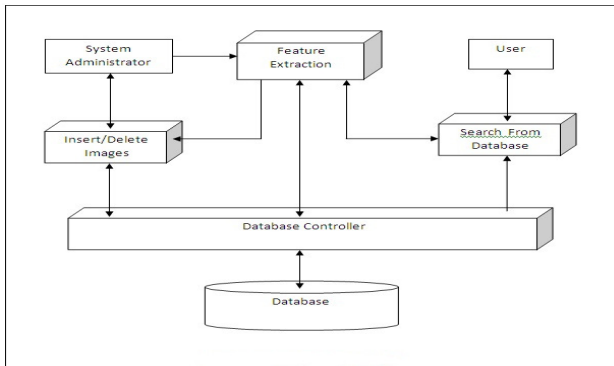 System
Administrator
Feature
Extraction
User
Insert/Delete
Images
Search From
Database
Database Controller
Database